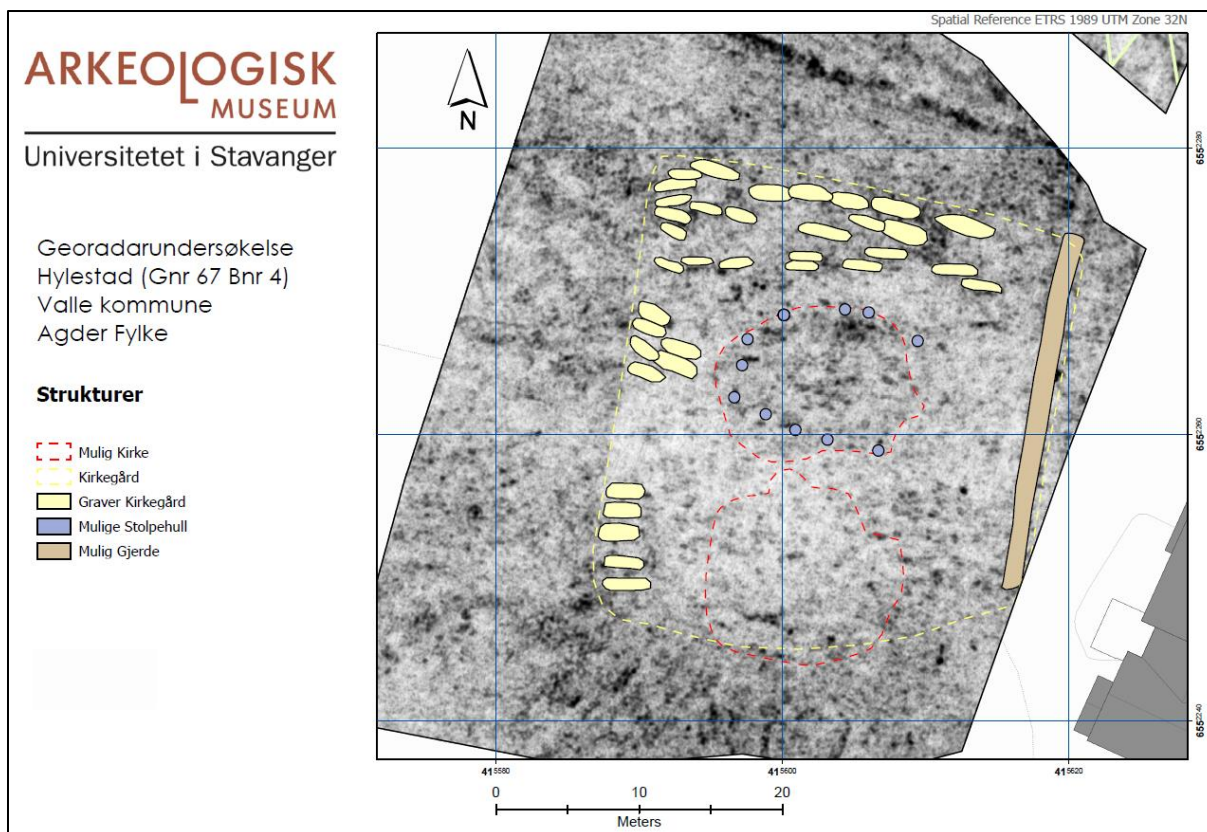 Spatial Reference ETRS 1989 UTM Zone 32N
ARKEOLOGISK
MUSEUM
Universitetet i Stavanger
Georadarundersøkelse
Hylestad (Gnr 67 Bnr 4)
Valle kommune
Agder Fylke
Strukturer
Mulig Kirke
Kirkegård
Graver Kirkegård
Mulige Stolpehull
Mulig Gjerde
N
6552280
6552260
6552240
415580
415600
415620
0
10
20
Meters